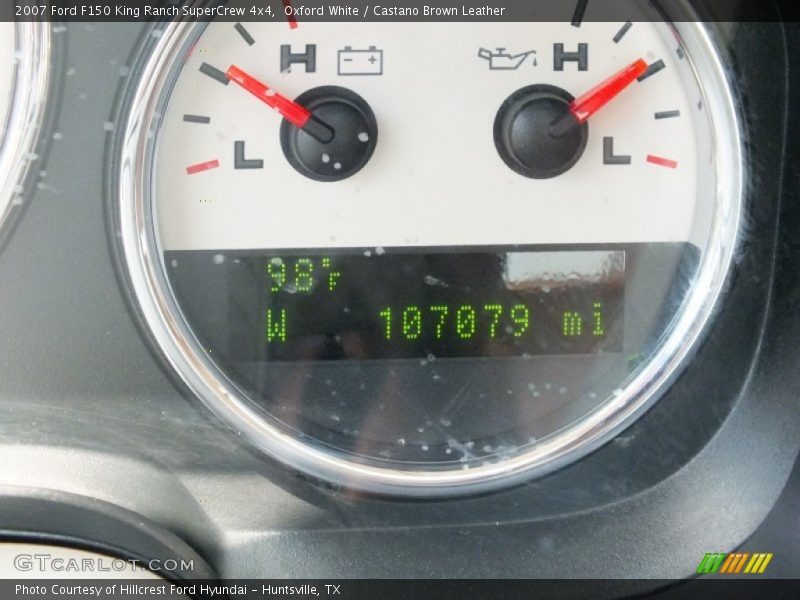 2007 Ford F150 King Ranch SuperCrew 4x4,  Oxford White / Castano Brown Leather
H H
L L
98°F
W 107079 mi
GTCARLOT.COM
Photo Courtesy of Hillcrest Ford Hyundai – Huntsville, TX